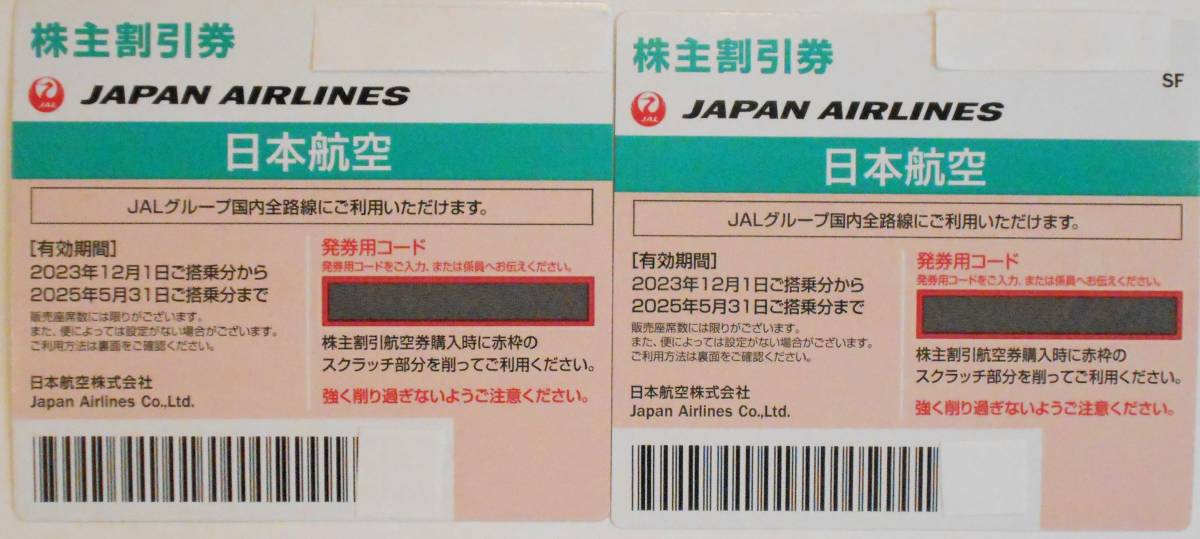 株主割引券
JAL JAPAN AIRLINES
日本航空
JALグループ国内全路線にご利用いただけます。
[有効期間]
2023年12月1日ご搭乗分から
2025年5月31日ご搭乗分まで
販売座席数には限りがございます。
また、便によっては設定がない場合がございます。
ご利用方法は裏面をご確認ください。
日本航空株式会社
Japan Airlines Co.,Ltd.
発券用コード
発券用コードをご入力、または係員へお伝えください。
株主割引航空券購入時に赤枠の
スクラッチ部分を削ってご利用ください。
強く削り過ぎないようご注意ください。
株主割引券
SF
JAL JAPAN AIRLINES
日本航空
JALグループ国内全路線にご利用いただけます。
[有効期間]
2023年12月1日ご搭乗分から
2025年5月31日ご搭乗分まで
販売座席数には限りがございます。
また、便によっては設定がない場合がございます。
ご利用方法は裏面をご確認ください。
日本航空株式会社
Japan Airlines Co.,Ltd.
発券用コード
発券用コードをご入力、または係員へお伝えください。
株主割引航空券購入時に赤枠の
スクラッチ部分を削ってご利用ください。
強く削り過ぎないようご注意ください。